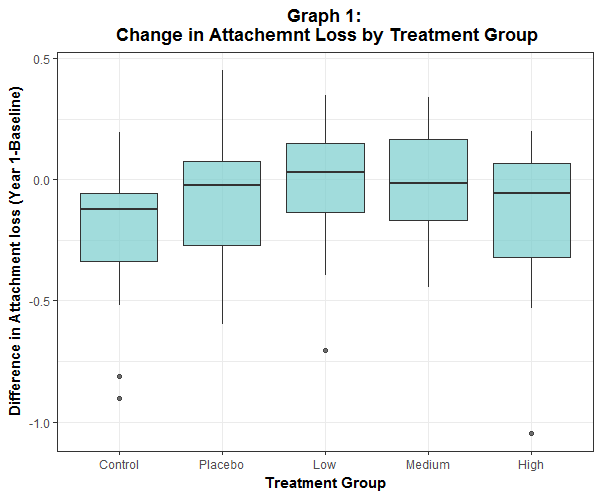 Graph 1:
Change in Attachemnt Loss by Treatment Group
Difference in Attachment loss (Year 1-Baseline)
0.5
0.0
-0.5
-1.0
Control Placebo Low Medium High
Treatment Group